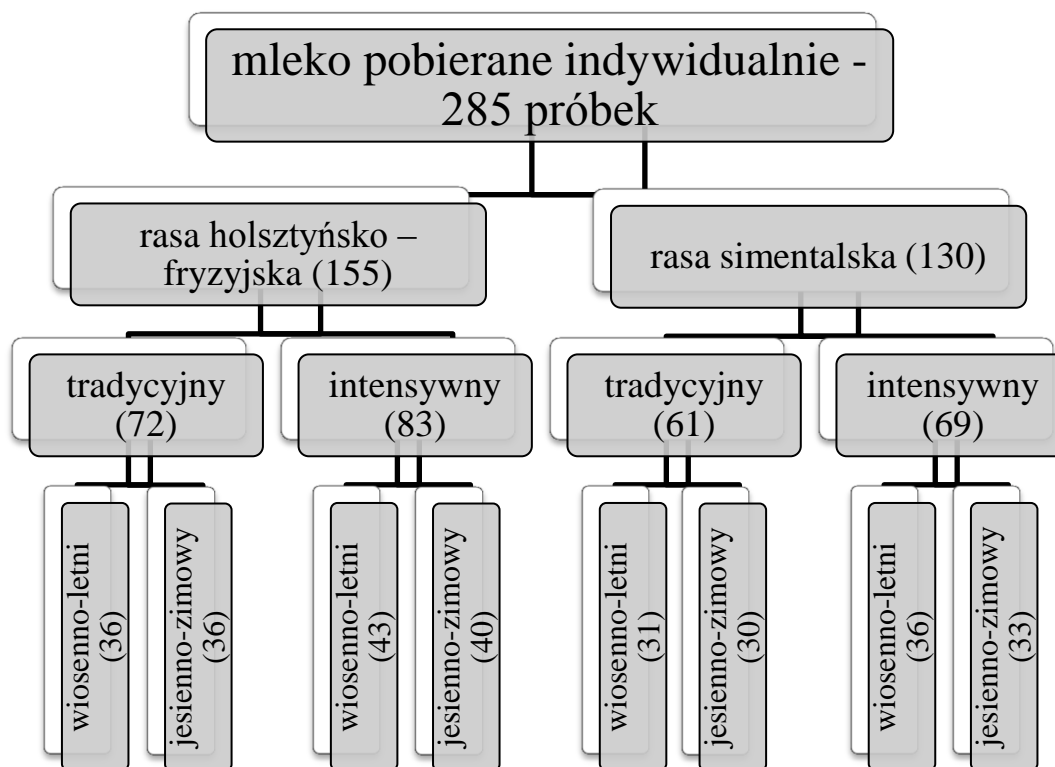 mleko pobierane indywidualnie -
285 próbek
rasa holsztyńsko –
fryzyjska (155)
rasa simentalska (130)
tradycyjny
(72)
intensywny
(83)
tradycyjny
(61)
intensywny
(69)
wiosenno-letni
(36)
jesienno-zimowy
(36)
wiosenno-letni
(43)
jesienno-zimowy
(40)
wiosenno-letni
(31)
jesienno-zimowy
(30)
wiosenno-letni
(36)
jesienno-zimowy
(33)